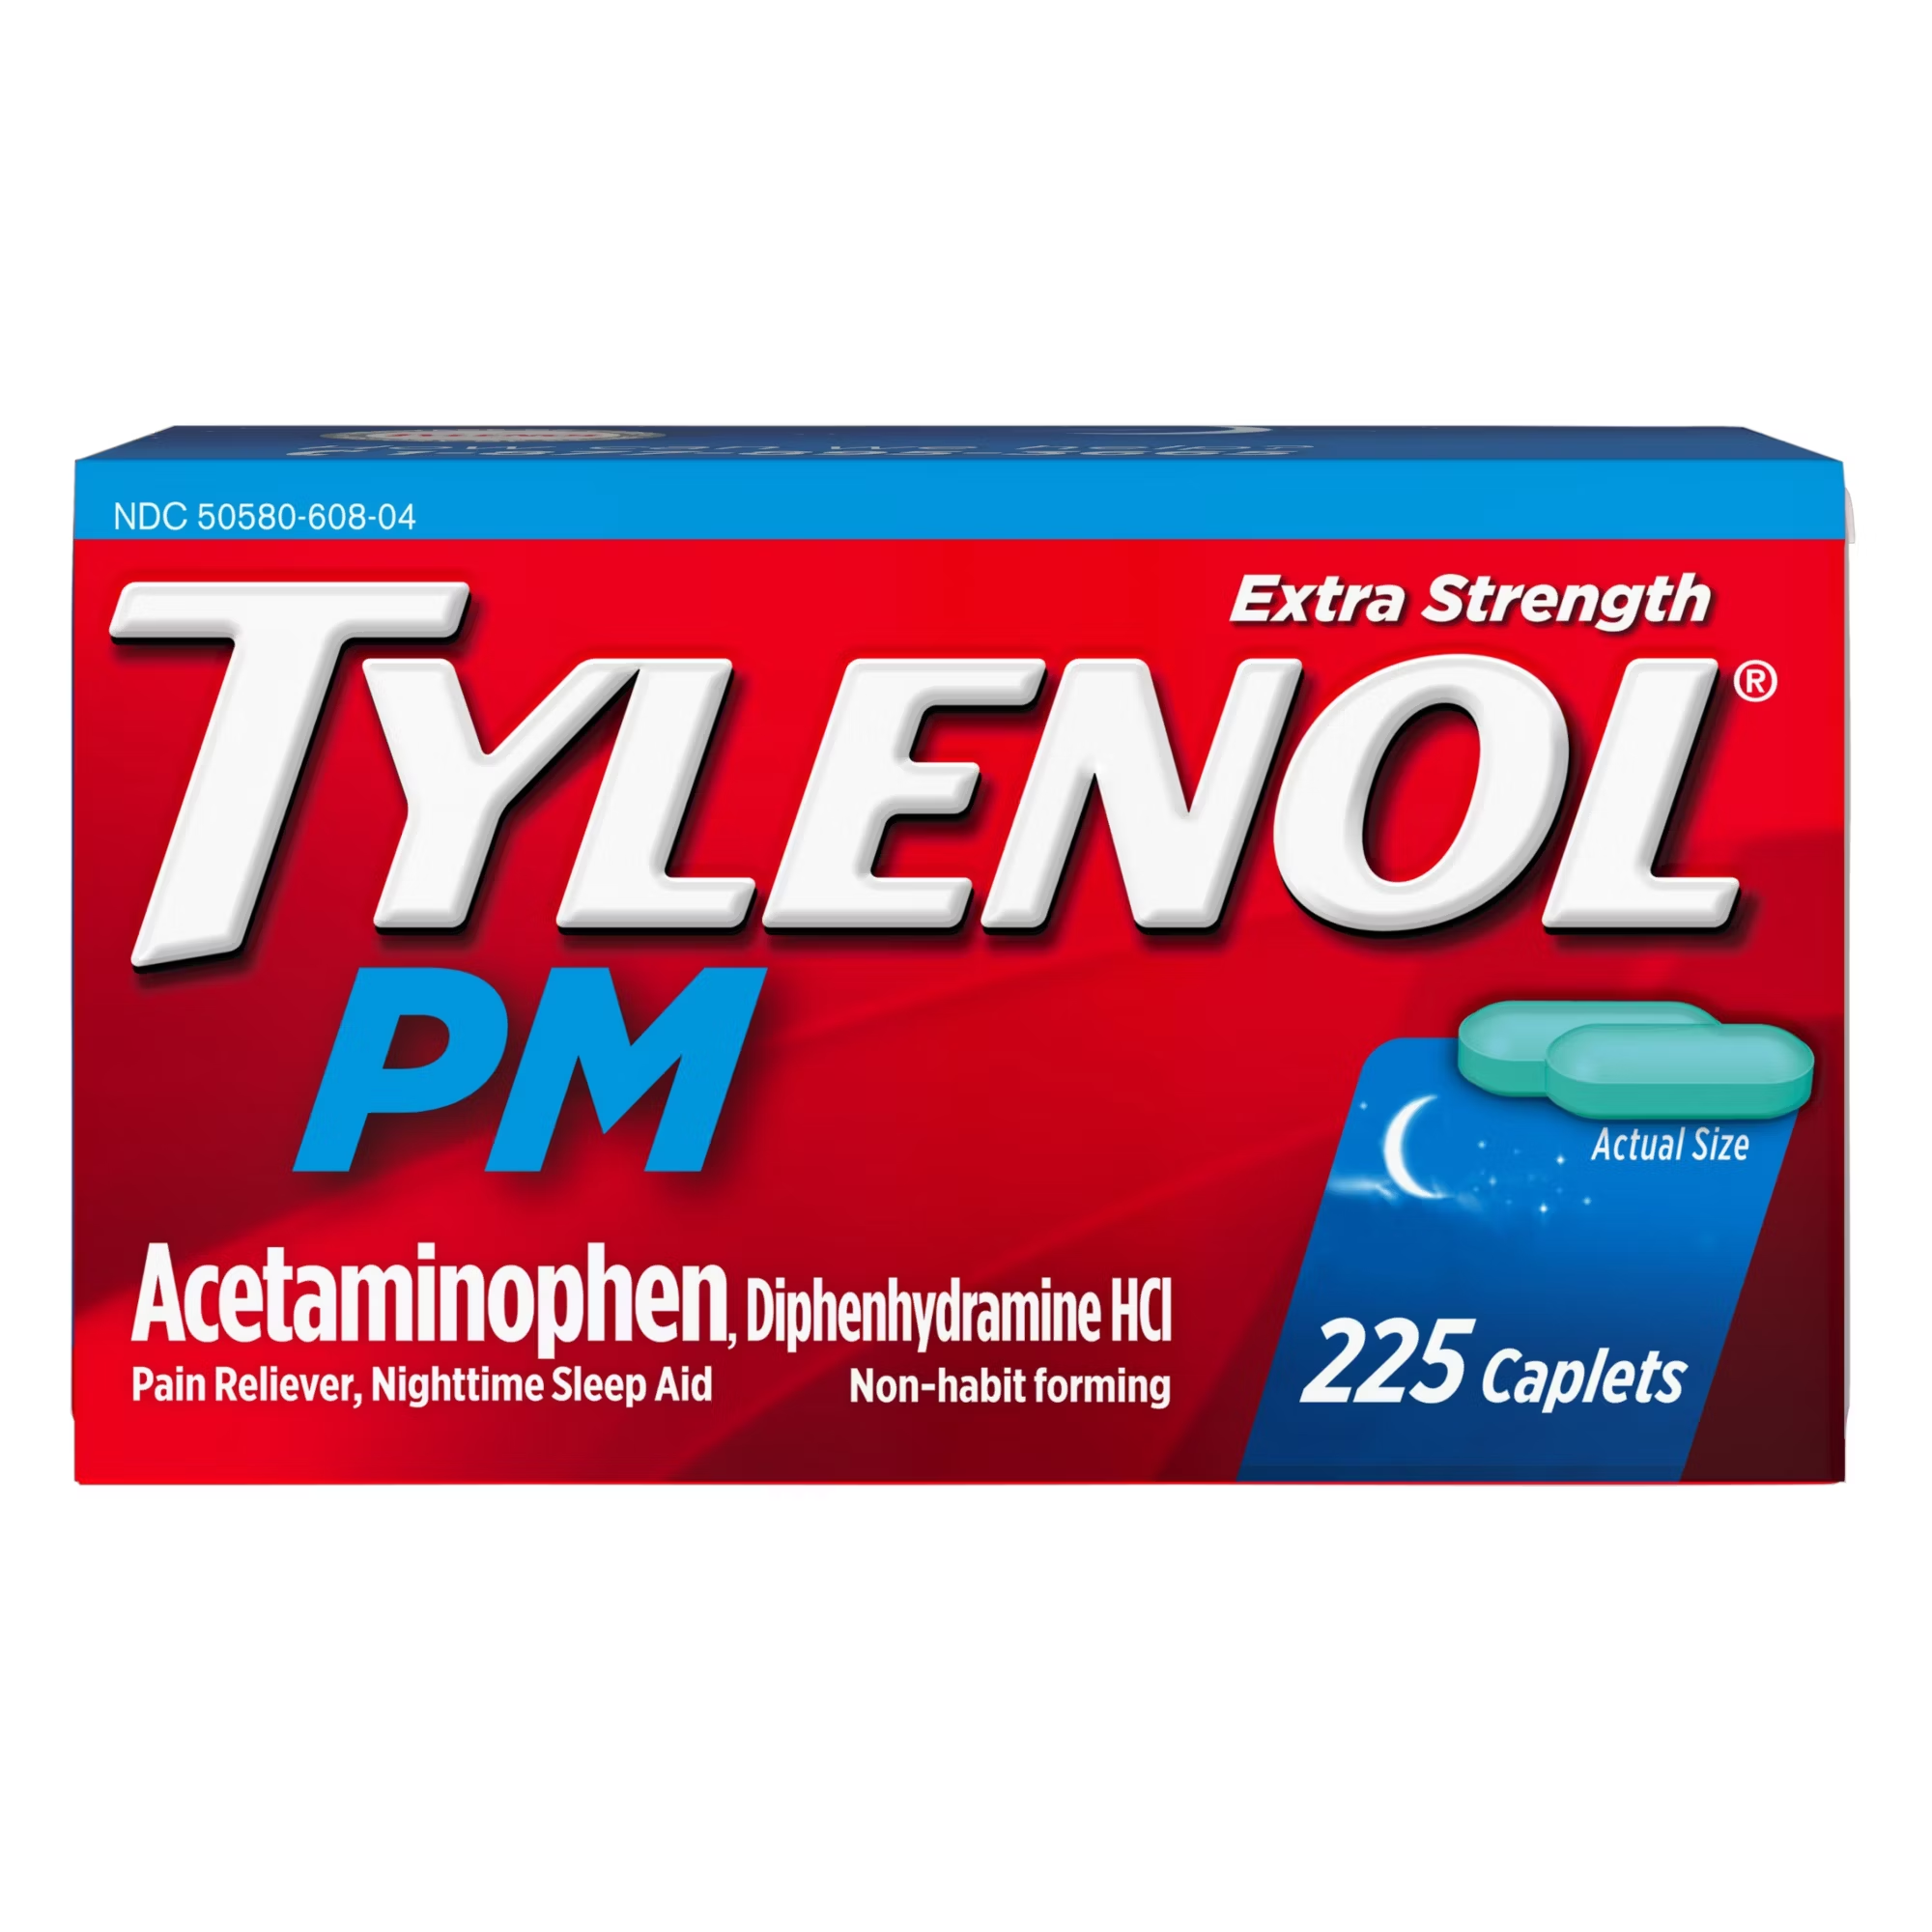 NDC 50580-608-04
Extra Strength
TYLENOL®
PM
Actual Size
Acetaminophen, Diphenhydramine HCl
Pain Reliever, Nighttime Sleep Aid
Non-habit forming
225 Caplets